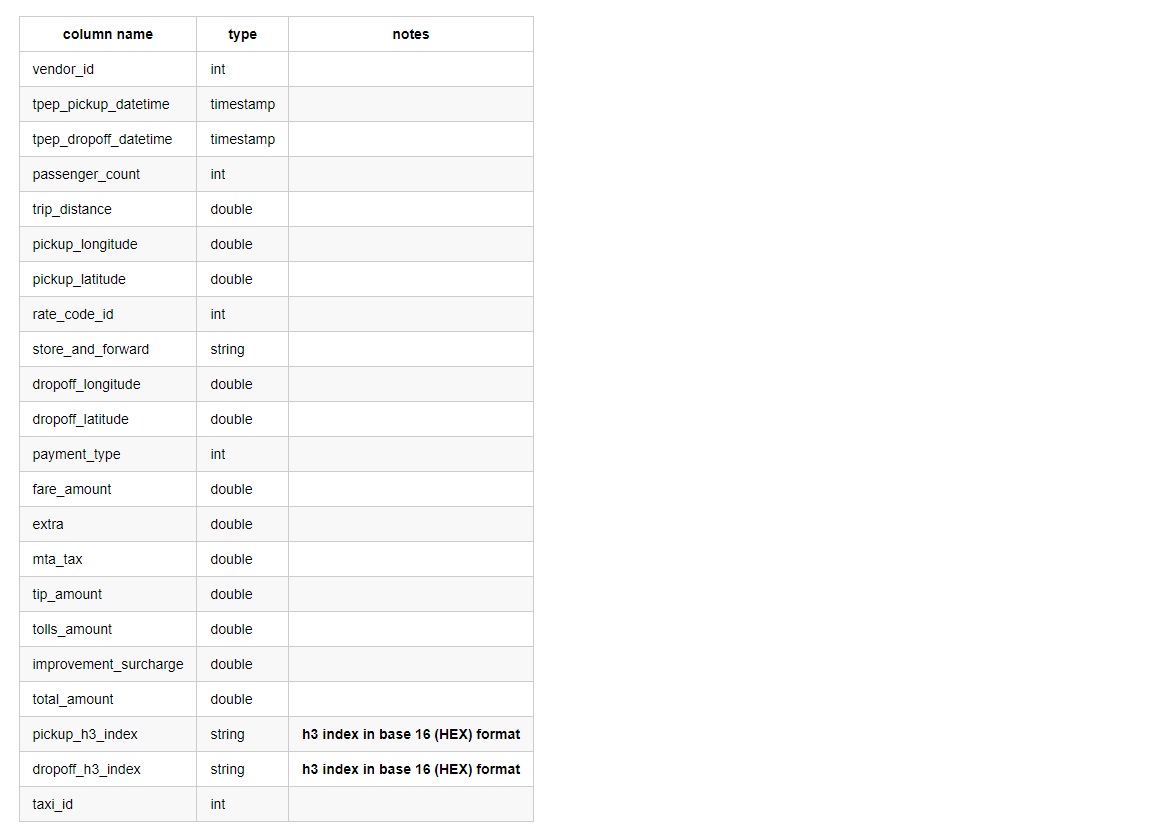 column name type notes
vendor_id int
tpep_pickup_datetime timestamp
tpep_dropoff_datetime timestamp
passenger_count int
trip_distance double
pickup_longitude double
pickup_latitude double
rate_code_id int
store_and_forward string
dropoff_longitude double
dropoff_latitude double
payment_type int
fare_amount double
extra double
mta_tax double
tip_amount double
tolls_amount double
improvement_surcharge double
total_amount double
pickup_h3_index string h3 index in base 16 (HEX) format
dropoff_h3_index string h3 index in base 16 (HEX) format
taxi_id int